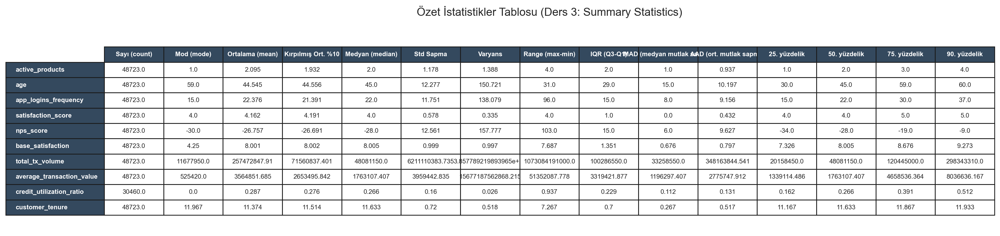 Özet İstatistikler Tablosu (Ders 3: Summary Statistics)
Sayı (count) Mod (mode) Ortalama (mean) Kırpılmış Ort. %10 Medyan (median) Std Sapma Varyans Range (max-min) IQR (Q3-Q1) MAD (medyan mutlak AAD (ort. mutlak sapm 25. yüzdelik 50. yüzdelik 75. yüzdelik 90. yüzdelik
active_products 48723.0 1.0 2.095 1.932 2.0 1.178 1.388 4.0 2.0 1.0 0.937 1.0 2.0 3.0 4.0
age 48723.0 59.0 44.545 44.556 45.0 12.277 150.721 31.0 29.0 15.0 10.197 30.0 45.0 59.0 60.0
app_logins_frequency 48723.0 15.0 22.376 21.391 22.0 11.751 138.079 96.0 15.0 8.0 9.156 15.0 22.0 30.0 37.0
satisfaction_score 48723.0 4.0 4.162 4.191 4.0 0.578 0.335 4.0 1.0 0.0 0.432 4.0 4.0 5.0 5.0
nps_score 48723.0 -30.0 -26.757 -26.691 -28.0 12.561 157.777 103.0 15.0 6.0 9.627 -34.0 -28.0 -19.0 -9.0
base_satisfaction 48723.0 4.25 8.001 8.002 8.005 0.999 0.997 7.687 1.351 0.676 0.797 7.326 8.005 8.676 9.273
total_tx_volume 48723.0 11677950.0 257472847.91 71560837.401 48081150.0 6211110383.735 3.857789219893965e+ 1073084191000.0 100286550.0 33258550.0 348163844.541 20158450.0 48081150.0 120445000.0 298343310.0
average_transaction_value 48723.0 525420.0 3564851.685 2653495.842 1763107.407 3959442.835 15677187562868.215 51352087.778 3319421.877 1196297.407 2775747.912 1339114.486 1763107.407 4658536.364 8036636.167
credit_utilization_ratio 30460.0 0.0 0.287 0.276 0.266 0.16 0.026 0.937 0.229 0.112 0.131 0.162 0.266 0.391 0.512
customer_tenure 48723.0 11.967 11.374 11.514 11.633 0.72 0.518 7.267 0.7 0.267 0.517 11.167 11.633 11.867 11.933